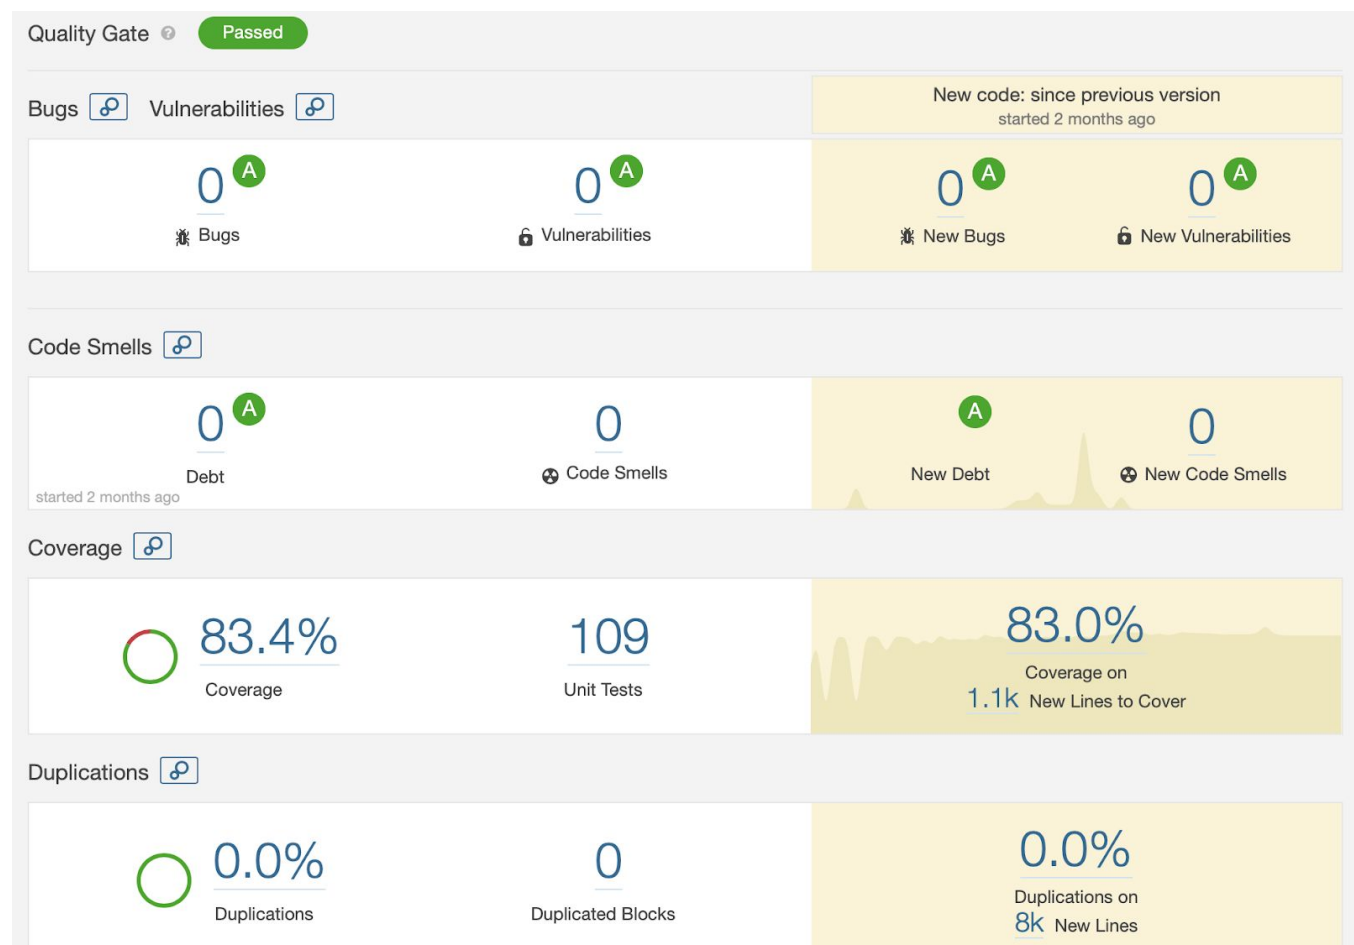 Quality Gate ? Passed
Bugs Vulnerabilities
New code: since previous version
started 2 months ago
0 A 0 A 0 A 0 A
Bugs Vulnerabilities New Bugs New Vulnerabilities
Code Smells
0 A 0 A 0
Debt Code Smells New Debt New Code Smells
started 2 months ago
Coverage
83.4% 109 83.0%
Coverage Unit Tests Coverage on
1.1k New Lines to Cover
Duplications
0.0% 0 0.0%
Duplications Duplicated Blocks Duplications on
8k New Lines